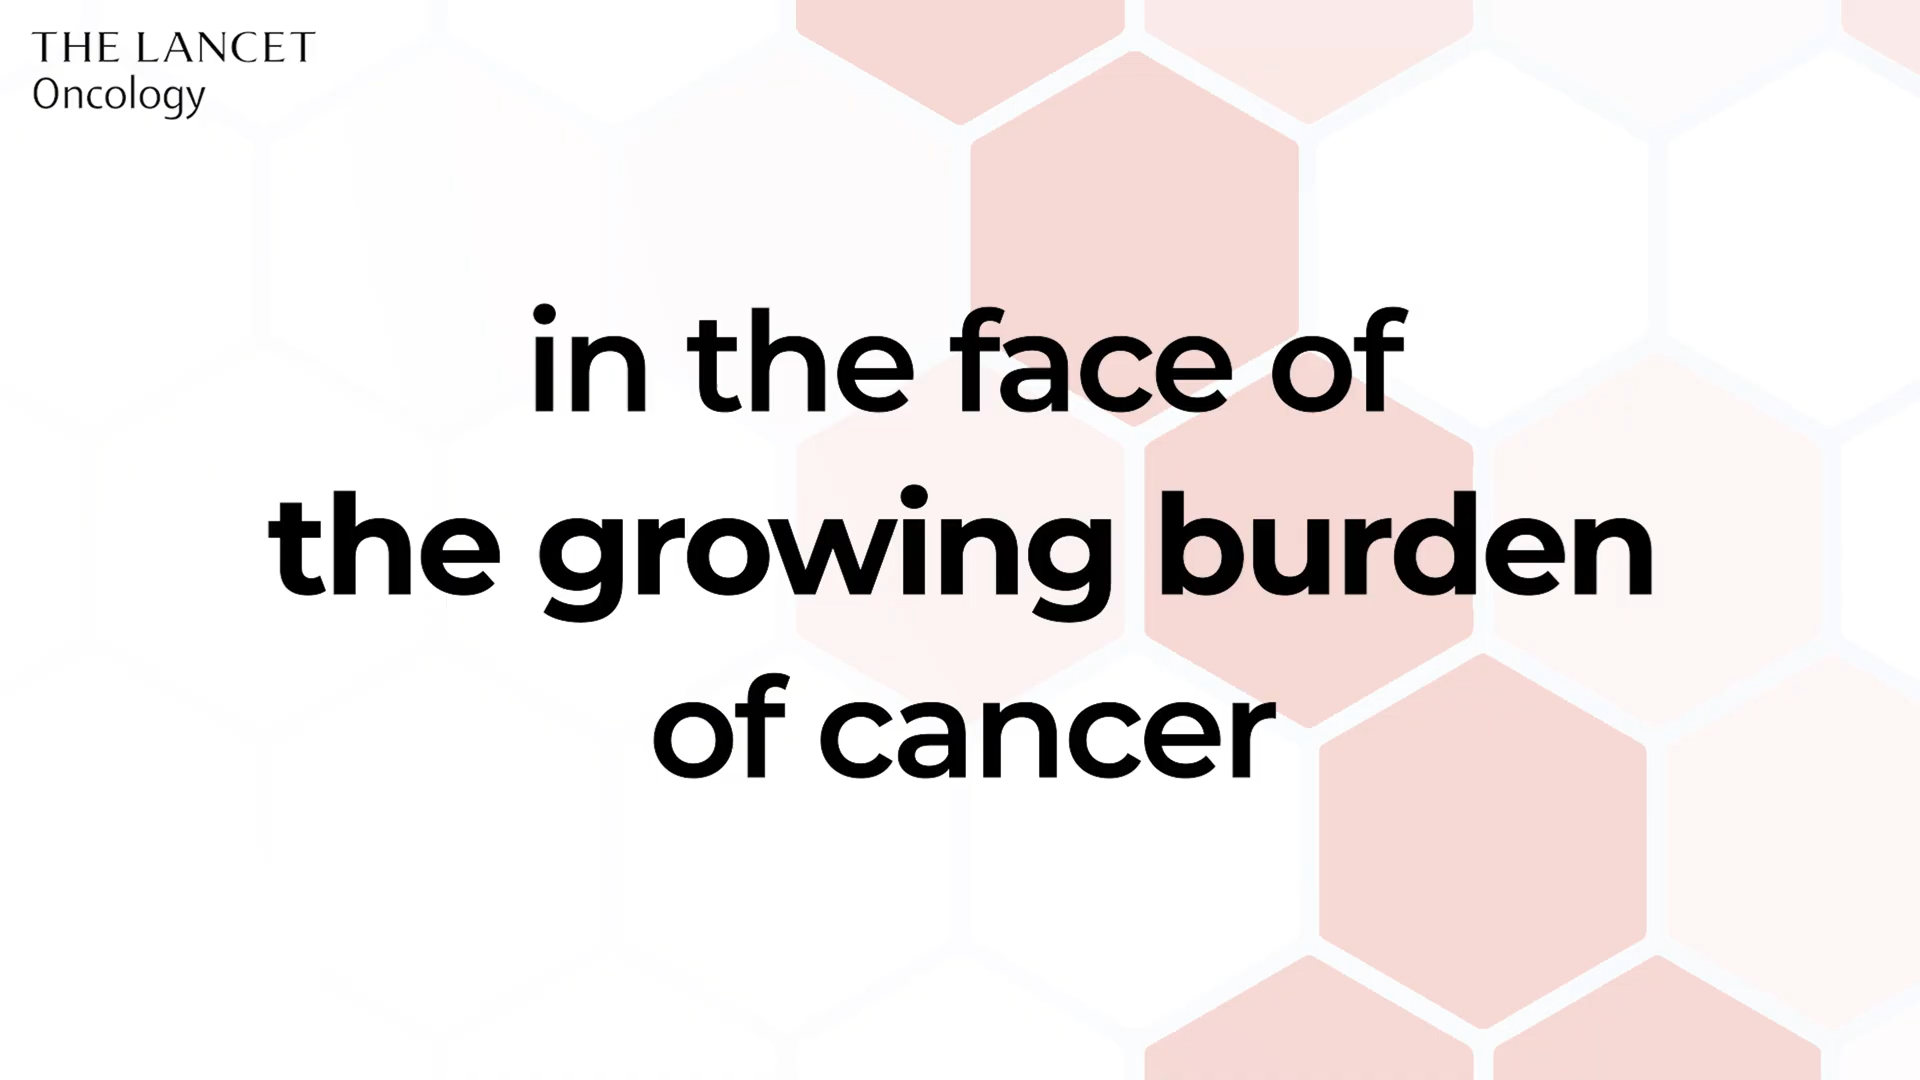 THE LANCET
Oncology
in the face of
the growing burden
of cancer